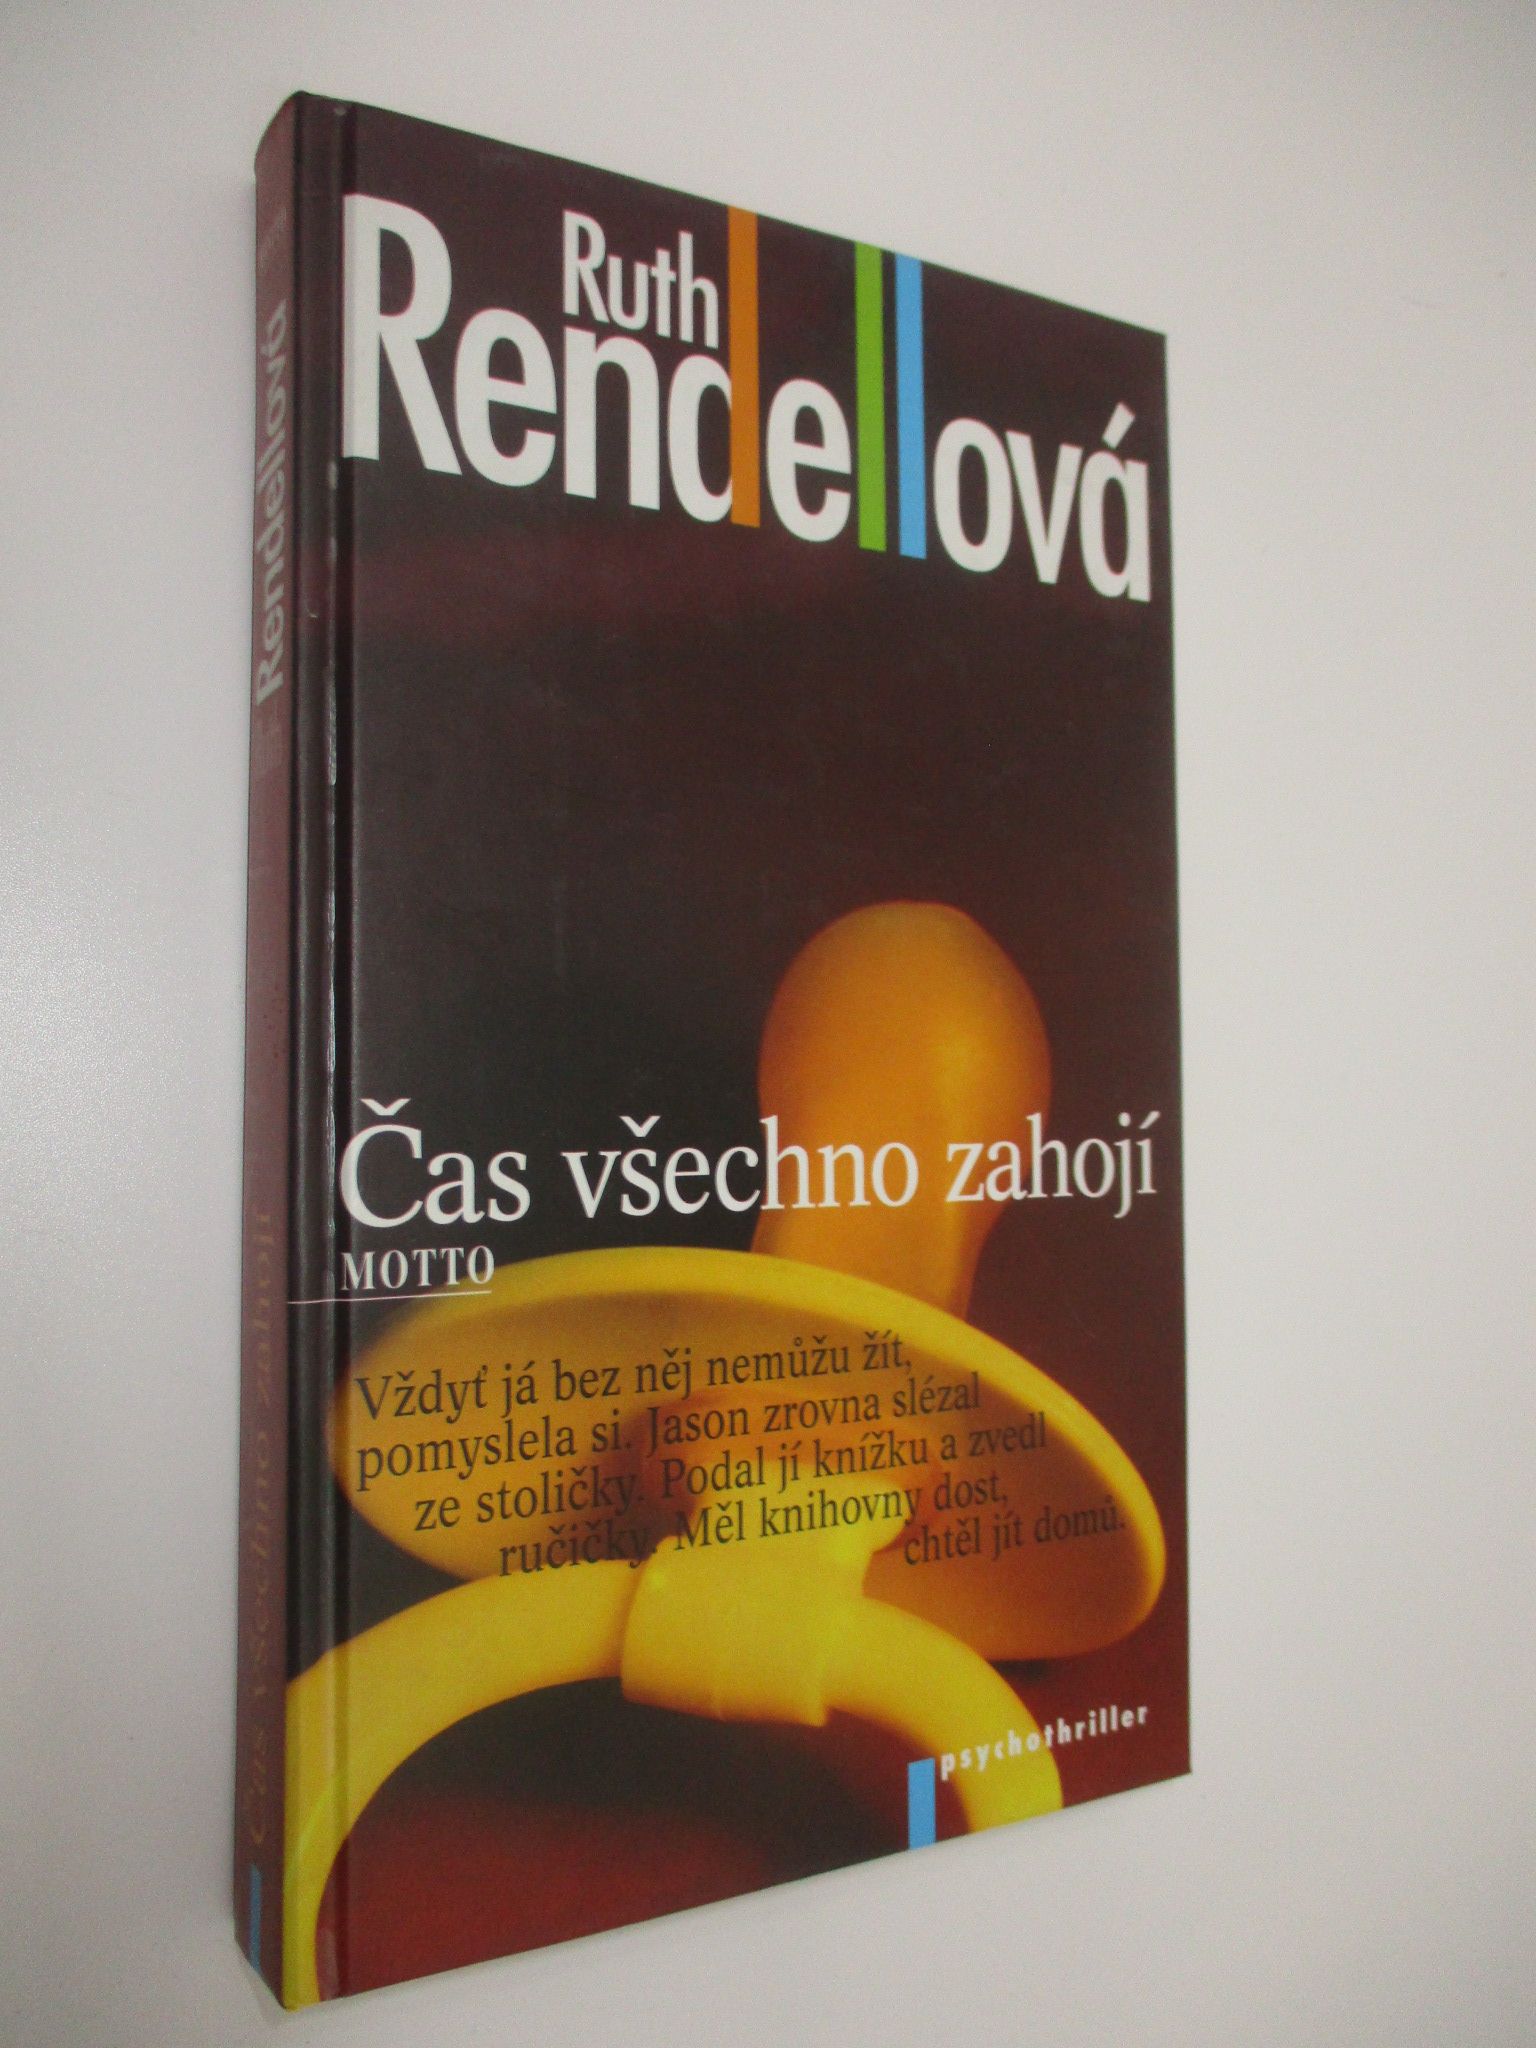 Ruth
Rendellová
Čas všechno zahojí
MOTTO
Vždyť já bez něj nemůžu žít,
pomyslela si. Jason zrovna slézal
ze stoličky. Podal jí knížku a zvedl
ručičky. Měl knihovny dost,
chtěl jít domů.
psychothriller
Rendellová
Čas všechno zahojí